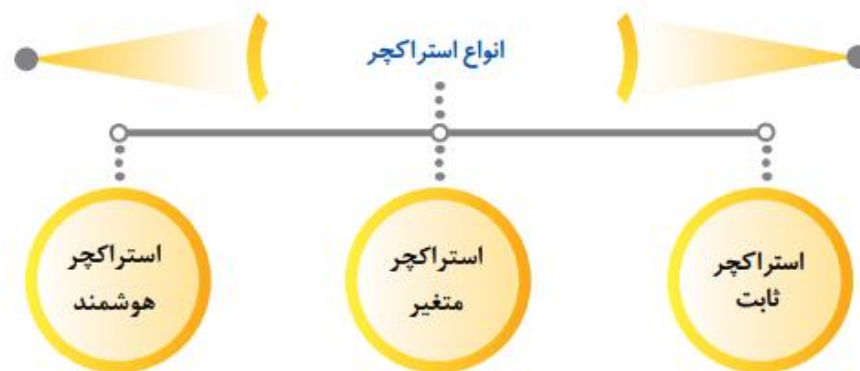 انواع استراکچر
استراکچر
ثابت
استراکچر
متغیر
استراکچر
هوشمند